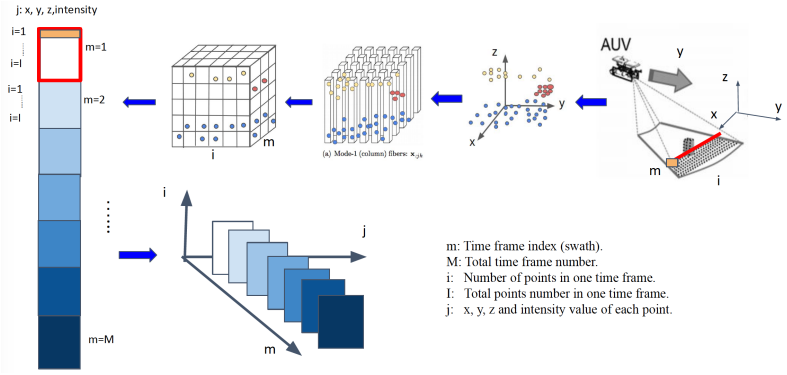 j: x, y, z,intensity
i=1
i=I
m=1
i=1
i=I
m=2
m=M
i
m
(a) Mode-1 (column) fibers: x:jk
z
y
x
AUV
y
z
x
y
m
i
i
j
m
m: Time frame index (swath).
M: Total time frame number.
i: Number of points in one time frame.
I: Total points number in one time frame.
j: x, y, z and intensity value of each point.